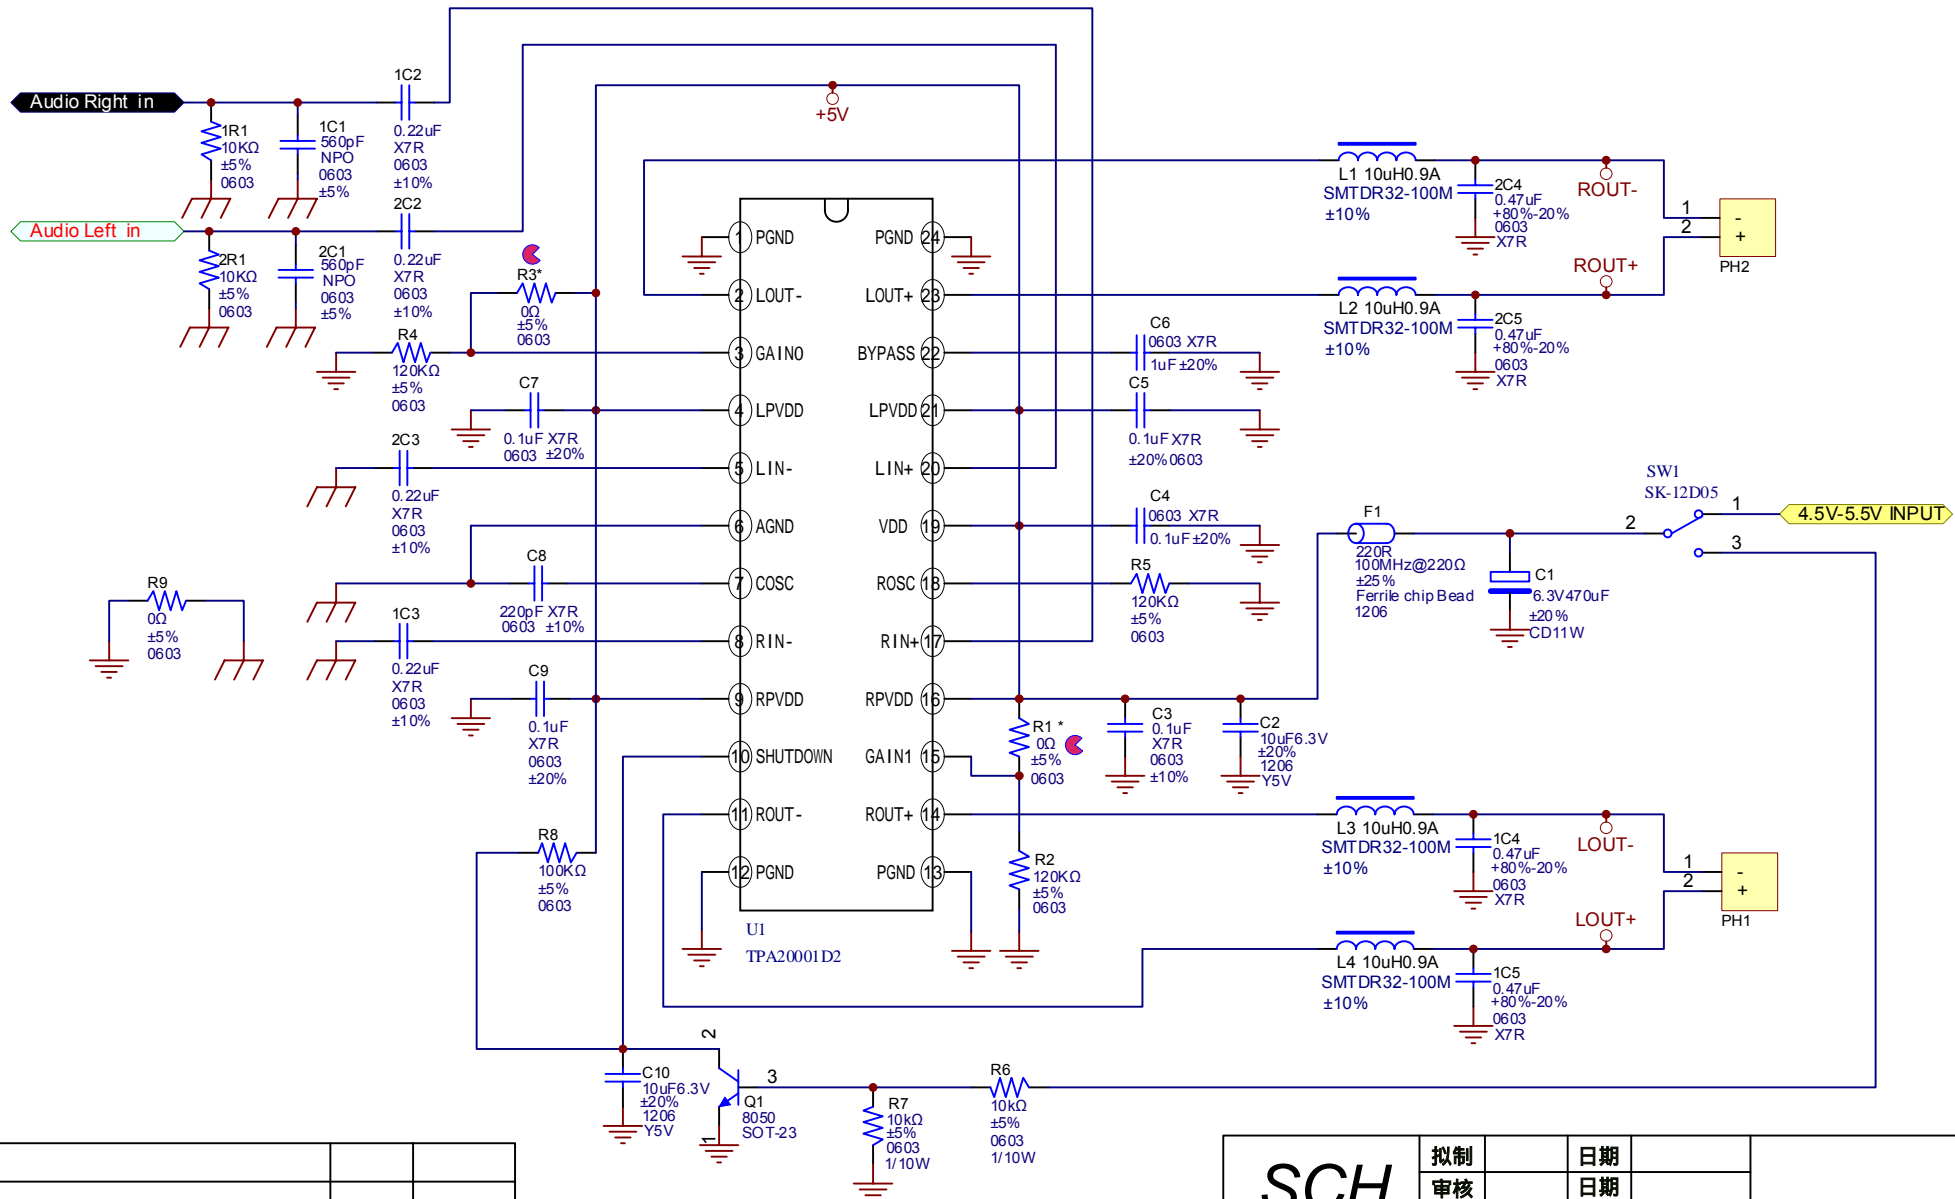 Audio Right in
1R1
10KΩ
±5%
0603
1C1
560pF
NPO
0603
±5%
1C2
0.22uF
X7R
0603
±10%
Audio Left in
2R1
10KΩ
±5%
0603
2C1
560pF
NPO
0603
±5%
2C2
0.22uF
X7R
0603
±10%
+5V
R3*
0Ω
±5%
0603
R4
120KΩ
±5%
0603
C7
0.1uF X7R
0603 ±20%
2C3
0.22uF
X7R
0603
±10%
C8
220pF X7R
0603 ±10%
1C3
0.22uF
X7R
0603
±10%
C9
0.1uF
X7R
0603
±20%
R9
0Ω
±5%
0603
R8
100KΩ
±5%
0603
1 PGND
2 LOUT-
3 GAIN0
4 LPVDD
5 LIN-
6 AGND
7 COSC
8 RIN-
9 RPVDD
10 SHUTDOWN
11 ROUT-
12 PGND
PGND 24
LOUT+ 23
BYPASS 22
LPVDD 21
LIN+ 20
VDD 19
ROSC 18
RIN+ 17
RPVDD 16
GAIN1 15
ROUT+ 14
PGND 13
U1
TPA20001D2
C6
0603 X7R
1uF ±20%
C5
0.1uF X7R
±20% 0603
C4
0603 X7R
0.1uF ±20%
R5
120KΩ
±5%
0603
R1 *
0Ω
±5%
0603
C3
0.1uF
X7R
0603
±10%
C2
10uF6.3V
±20%
1206
Y5V
R2
120KΩ
±5%
0603
L1 10uH0.9A
SMTDR32-100M
±10%
2C4
0.47uF
+80%-20%
0603
X7R
ROUT-
ROUT+
L2 10uH0.9A
SMTDR32-100M
±10%
2C5
0.47uF
+80%-20%
0603
X7R
1
2
-
+
PH2
SW1
SK-12D05
1
2
3
4.5V-5.5V INPUT
F1
220R
100MHz@220Ω
±25%
Ferrile chip Bead
1206
C1
6.3V470uF
±20%
CD11W
L3 10uH0.9A
SMTDR32-100M
±10%
1C4
0.47uF
+80%-20%
0603
X7R
LOUT-
LOUT+
L4 10uH0.9A
SMTDR32-100M
±10%
1C5
0.47uF
+80%-20%
0603
X7R
1
2
-
+
PH1
C10
10uF6.3V
±20%
1206
Y5V
2
3
1
Q1
8050
SOT-23
R7
10kΩ
±5%
0603
1/10W
R6
10kΩ
±5%
0603
1/10W
SCH
拟制
日期
审核
日期